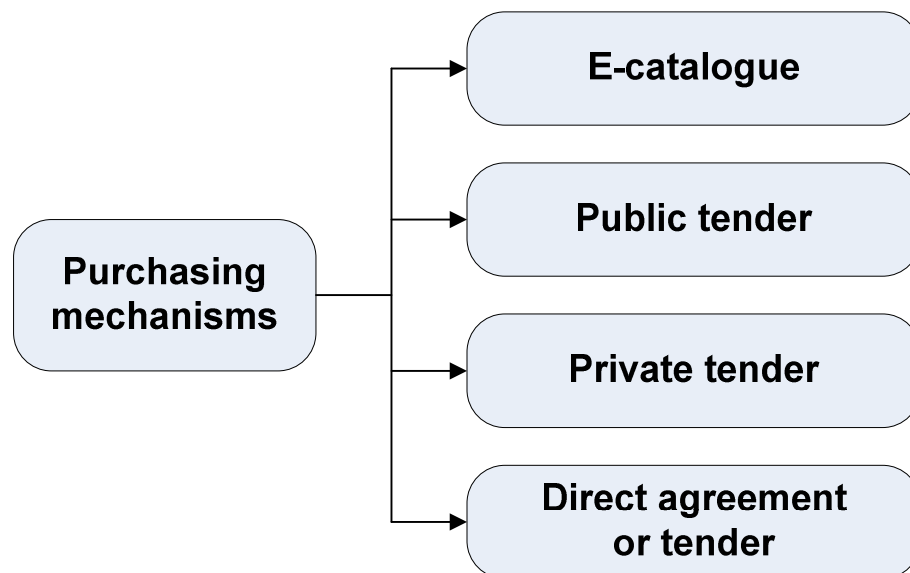 E-catalogue
Public tender
Purchasing
mechanisms
Private tender
Direct agreement
or tender